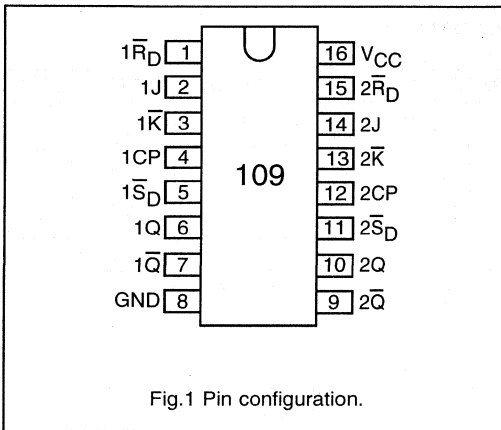 1R̅D 1 16 VCC
1J 2 15 2R̅D
1K̅ 3 14 2J
1CP 4 13 2K̅
109
1S̅D 5 12 2CP
1Q 6 11 2S̅D
1Q̅ 7 10 2Q
GND 8 9 2Q̅
Fig.1 Pin configuration.